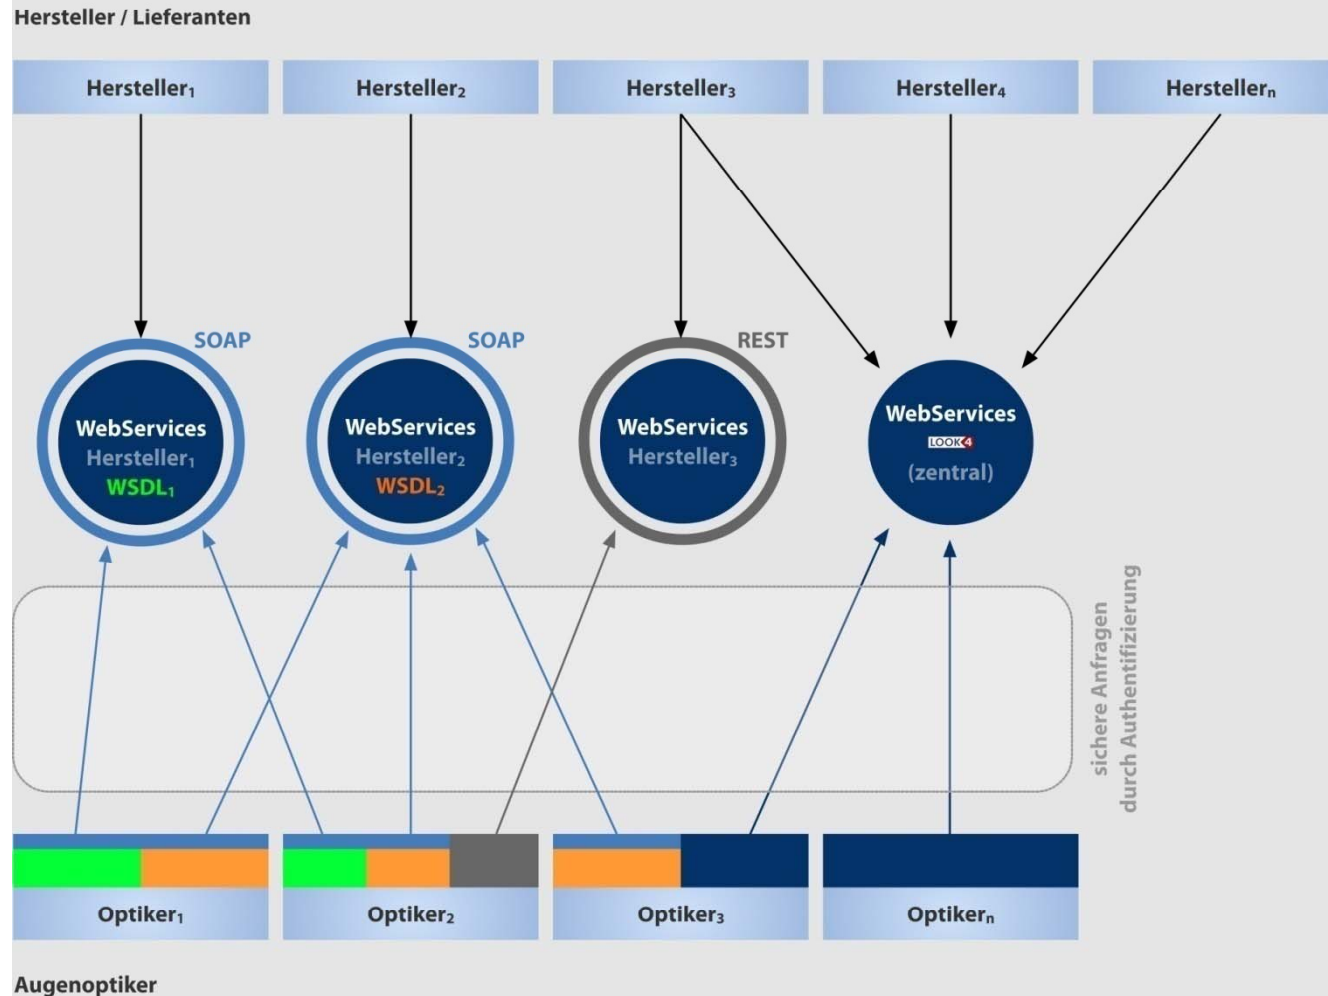 Hersteller / Lieferanten
Hersteller₁
Hersteller₂
Hersteller₃
Hersteller₄
Herstellerₙ
SOAP
SOAP
REST
WebServices
Hersteller₁
WSDL₁
WebServices
Hersteller₂
WSDL₂
WebServices
Hersteller₃
WebServices
LOOK4
(zentral)
sichere Anfragen
durch Authentifizierung
Optiker₁
Optiker₂
Optiker₃
Optikerₙ
Augenoptiker